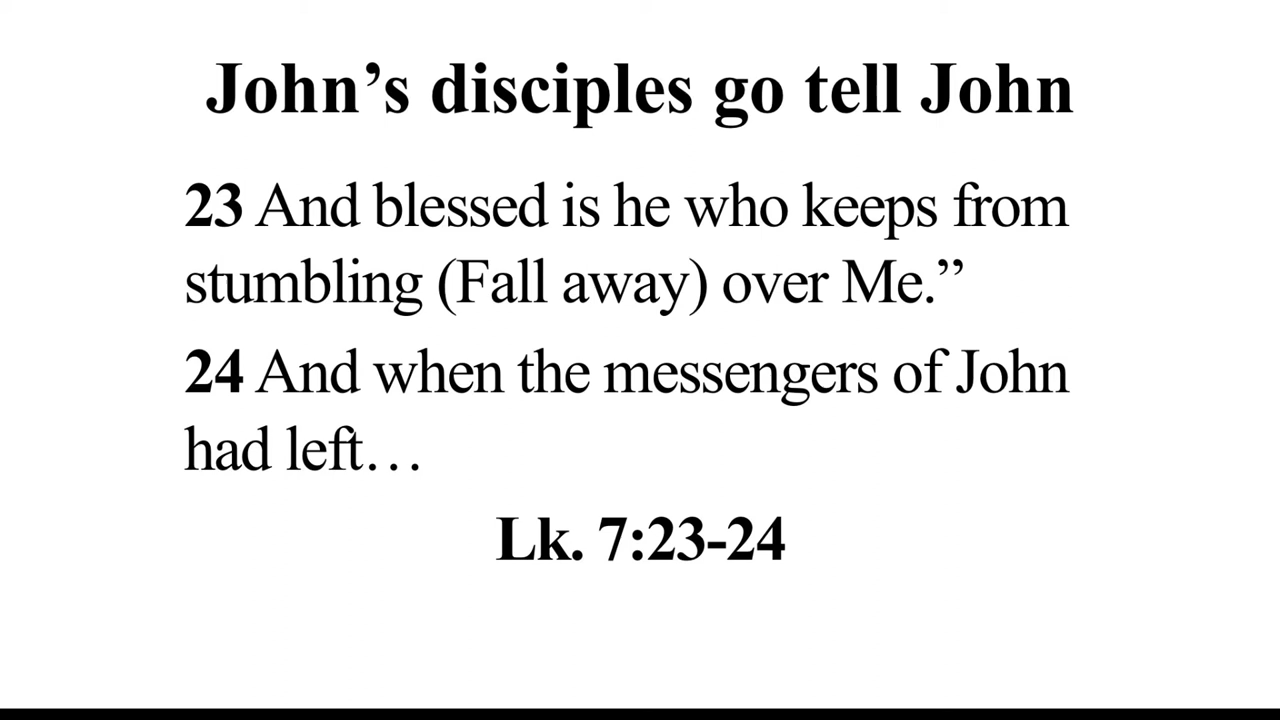 John’s disciples go tell John
23 And blessed is he who keeps from
stumbling (Fall away) over Me.”
24 And when the messengers of John
had left…
Lk. 7:23-24